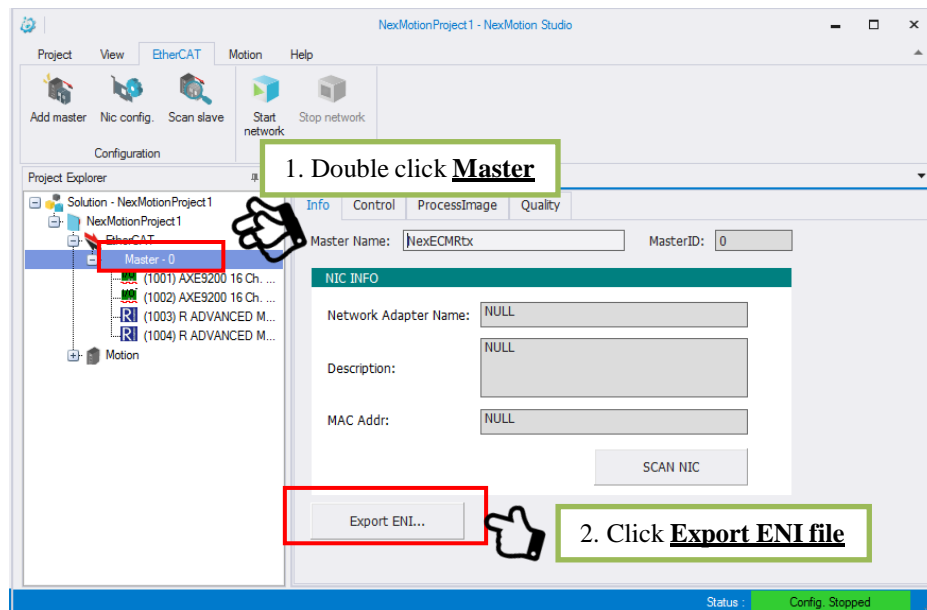 NexMotionProject1 - NexMotion Studio
Project View EtherCAT Motion Help
Add master Nic config. Scan slave Start network Stop network
Configuration
1. Double click Master
Project Explorer
Solution - NexMotionProject1
NexMotionProject1
EtherCAT
Master - 0
(1001) AXE9200 16 Ch. ...
(1002) AXE9200 16 Ch. ...
(1003) R ADVANCED M...
(1004) R ADVANCED M...
Motion
Info Control ProcessImage Quality
Master Name: NexECMRtx MasterID: 0
NIC INFO
Network Adapter Name: NULL
Description: NULL
MAC Addr: NULL
SCAN NIC
Export ENI...
2. Click Export ENI file
Status : Config. Stopped